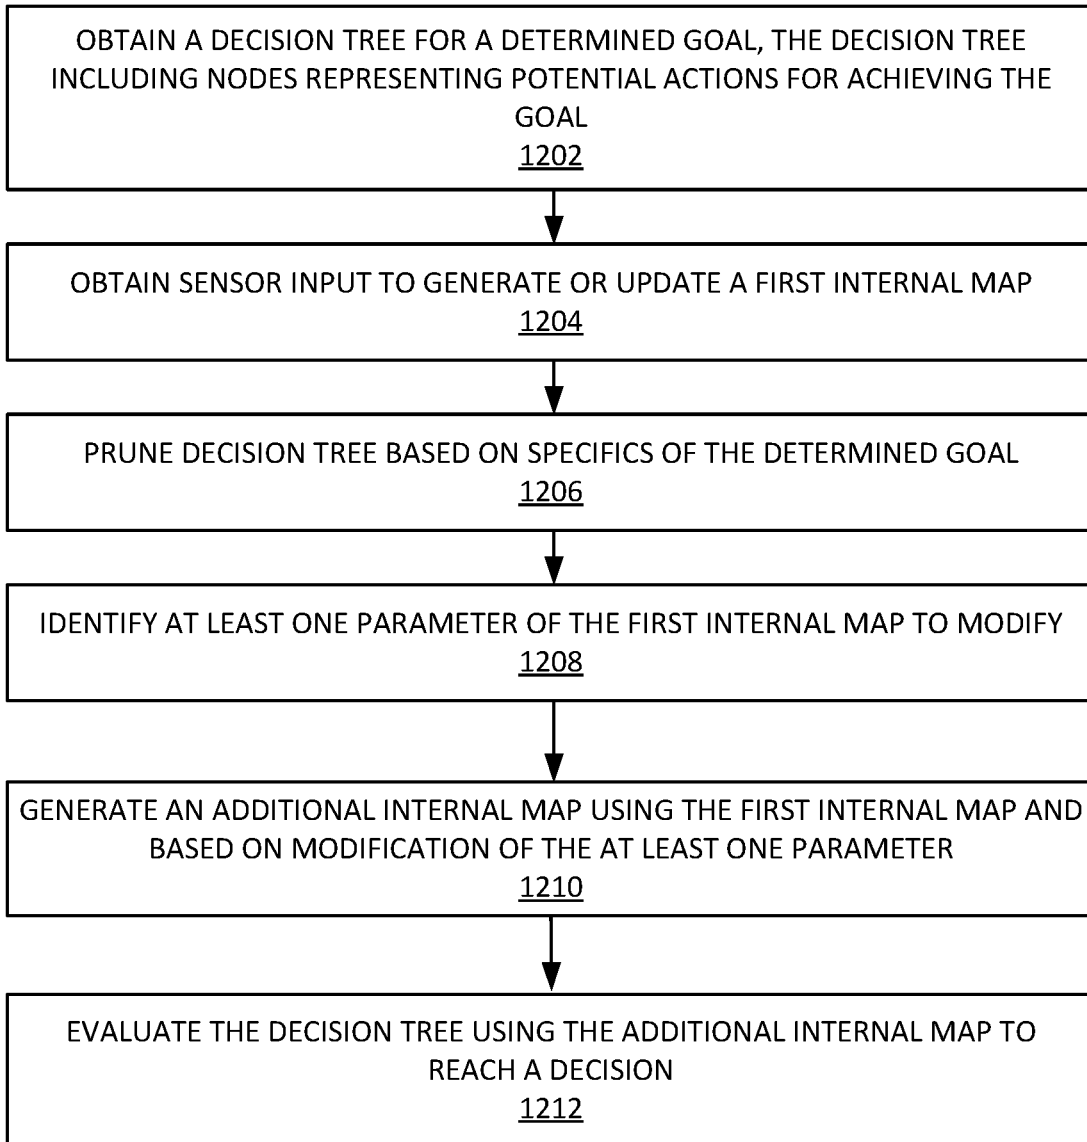 OBTAIN A DECISION TREE FOR A DETERMINED GOAL, THE DECISION TREE
INCLUDING NODES REPRESENTING POTENTIAL ACTIONS FOR ACHIEVING THE
GOAL
1202
OBTAIN SENSOR INPUT TO GENERATE OR UPDATE A FIRST INTERNAL MAP
1204
PRUNE DECISION TREE BASED ON SPECIFICS OF THE DETERMINED GOAL
1206
IDENTIFY AT LEAST ONE PARAMETER OF THE FIRST INTERNAL MAP TO MODIFY
1208
GENERATE AN ADDITIONAL INTERNAL MAP USING THE FIRST INTERNAL MAP AND
BASED ON MODIFICATION OF THE AT LEAST ONE PARAMETER
1210
EVALUATE THE DECISION TREE USING THE ADDITIONAL INTERNAL MAP TO
REACH A DECISION
1212